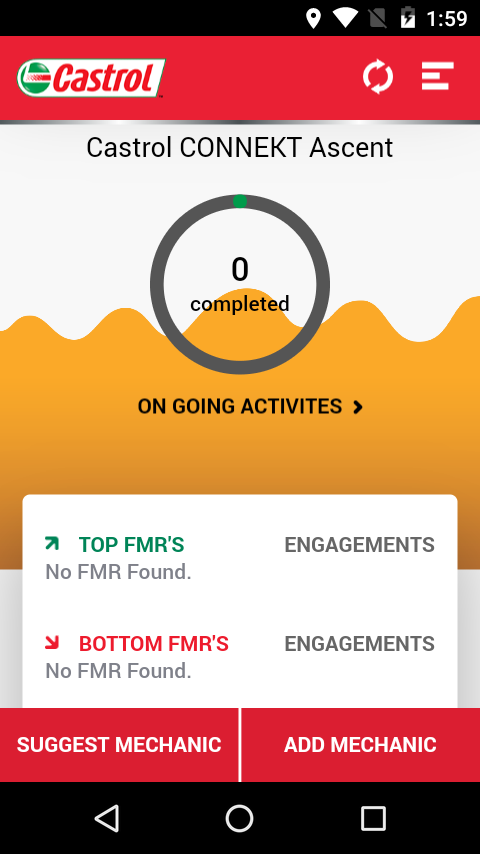 1:59
Castrol
Castrol CONNEKT Ascent
0
completed
ON GOING ACTIVITES
TOP FMR'S ENGAGEMENTS
No FMR Found.
BOTTOM FMR'S ENGAGEMENTS
No FMR Found.
SUGGEST MECHANIC ADD MECHANIC